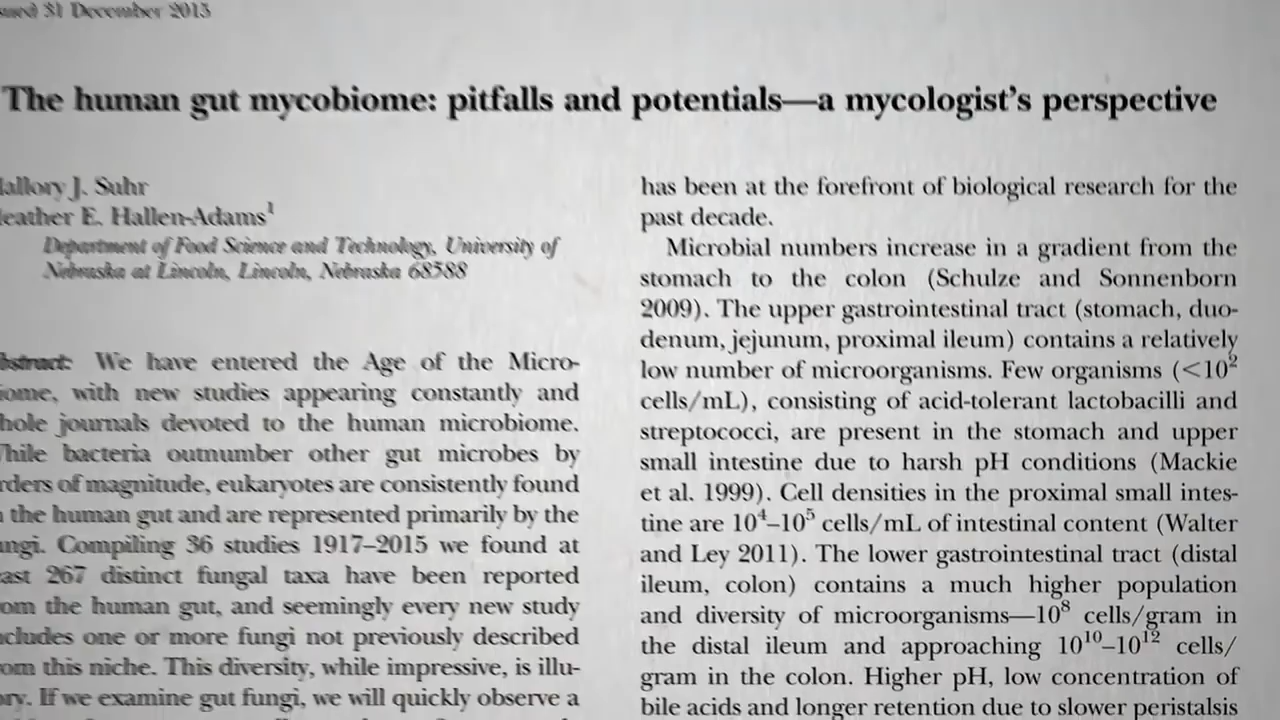 sued 31 December 2015
The human gut mycobiome: pitfalls and potentials—a mycologist's perspective
allory J. Suhr
eather E. Hallen-Adams1
Department of Food Science and Technology, University of
Nebraska at Lincoln, Lincoln, Nebraska 68588
bstract: We have entered the Age of the Micro-
iome, with new studies appearing constantly and
hole journals devoted to the human microbiome.
While bacteria outnumber other gut microbes by
rders of magnitude, eukaryotes are consistently found
the human gut and are represented primarily by the
ungi. Compiling 36 studies 1917–2015 we found at
east 267 distinct fungal taxa have been reported
om the human gut, and seemingly every new study
ncludes one or more fungi not previously described
om this niche. This diversity, while impressive, is illu-
ory. If we examine gut fungi, we will quickly observe a
has been at the forefront of biological research for the
past decade.
Microbial numbers increase in a gradient from the
stomach to the colon (Schulze and Sonnenborn
2009). The upper gastrointestinal tract (stomach, duo-
denum, jejunum, proximal ileum) contains a relatively
low number of microorganisms. Few organisms (<10²
cells/mL), consisting of acid-tolerant lactobacilli and
streptococci, are present in the stomach and upper
small intestine due to harsh pH conditions (Mackie
et al. 1999). Cell densities in the proximal small intes-
tine are 10⁴–10⁵ cells/mL of intestinal content (Walter
and Ley 2011). The lower gastrointestinal tract (distal
ileum, colon) contains a much higher population
and diversity of microorganisms—10⁸ cells/gram in
the distal ileum and approaching 10¹⁰–10¹² cells/
gram in the colon. Higher pH, low concentration of
bile acids and longer retention due to slower peristalsis